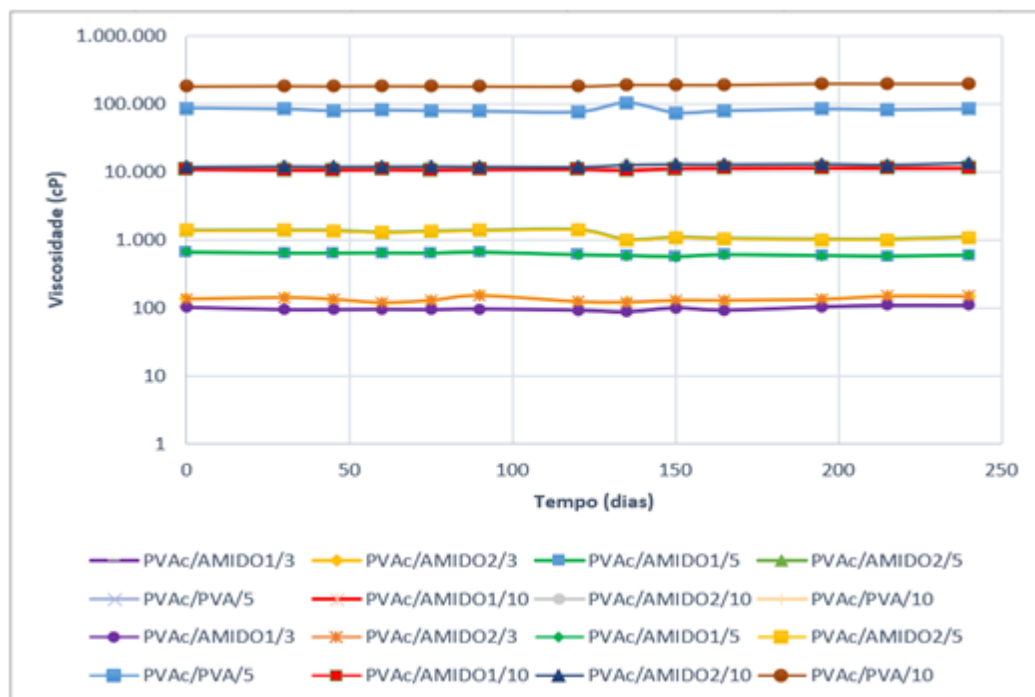 1.000.000
100.000
10.000
1.000
100
10
1
Viscosidade (cP)
0 50 100 150 200 250
Tempo (dias)
PVAc/AMIDO1/3 PVAc/AMIDO2/3 PVAc/AMIDO1/5 PVAc/AMIDO2/5
PVAc/PVA/5 PVAc/AMIDO1/10 PVAc/AMIDO2/10 PVAc/PVA/10
PVAc/AMIDO1/3 PVAc/AMIDO2/3 PVAc/AMIDO1/5 PVAc/AMIDO2/5
PVAc/PVA/5 PVAc/AMIDO1/10 PVAc/AMIDO2/10 PVAc/PVA/10